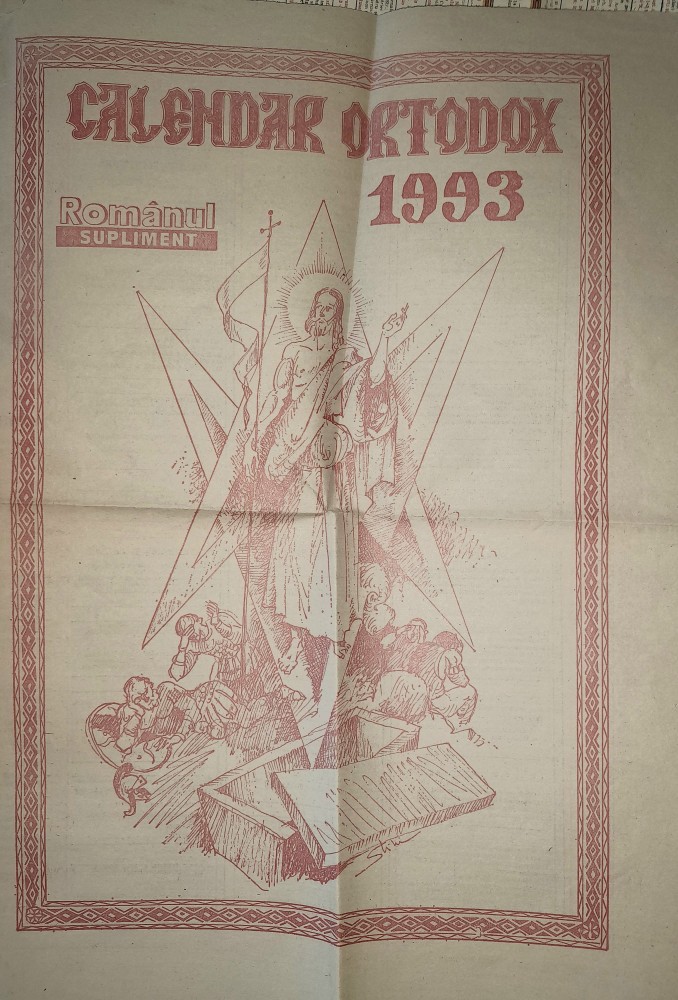 CALENDAR ORTODOX
1993
Românul
SUPLIMENT